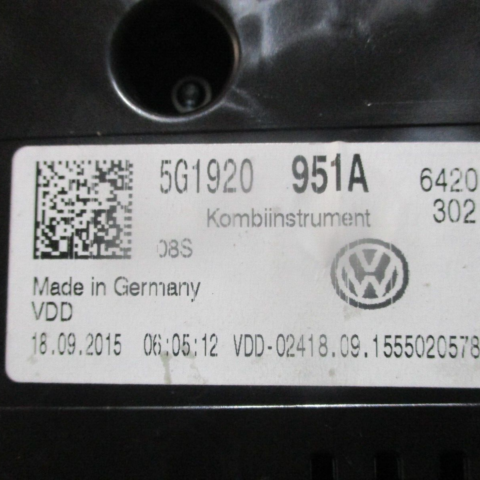 5G1920 951A 6420
Kombiinstrument 302
08S
Made in Germany
VDD
18.09.2015 06:05:12 VDD-02418.09.1555020578